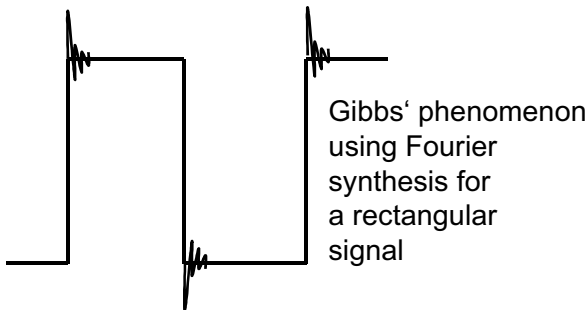 Gibbs‘ phenomenon
using Fourier
synthesis for
a rectangular
signal